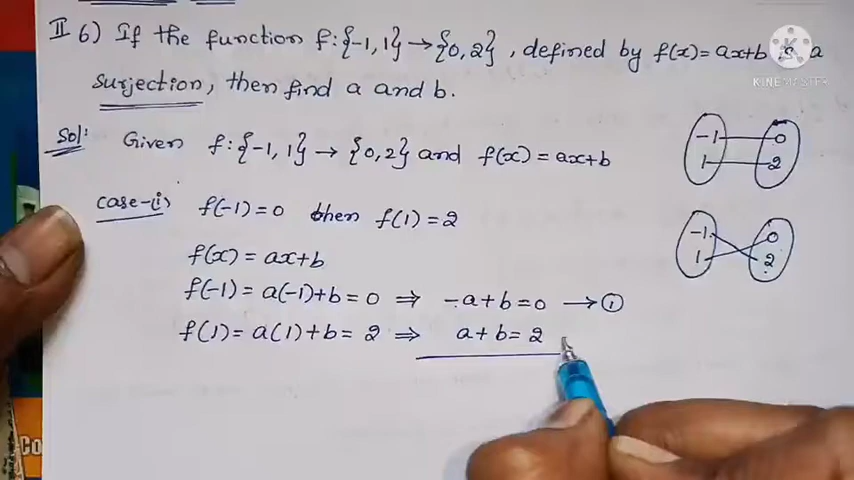 II 6) If the function f:{-1, 1} → {0, 2}, defined by f(x) = ax+b is a
surjection, then find a and b.
KINEMASTER
Sol: Given f:{-1, 1} → {0, 2} and f(x) = ax+b
-1 0
1 2
case-(i) f(-1) = 0 then f(1) = 2
-1 0
1 2
f(x) = ax+b
f(-1) = a(-1)+b = 0 ⇒ -a+b=0 → ①
f(1) = a(1)+b = 2 ⇒ a+b= 2
Co